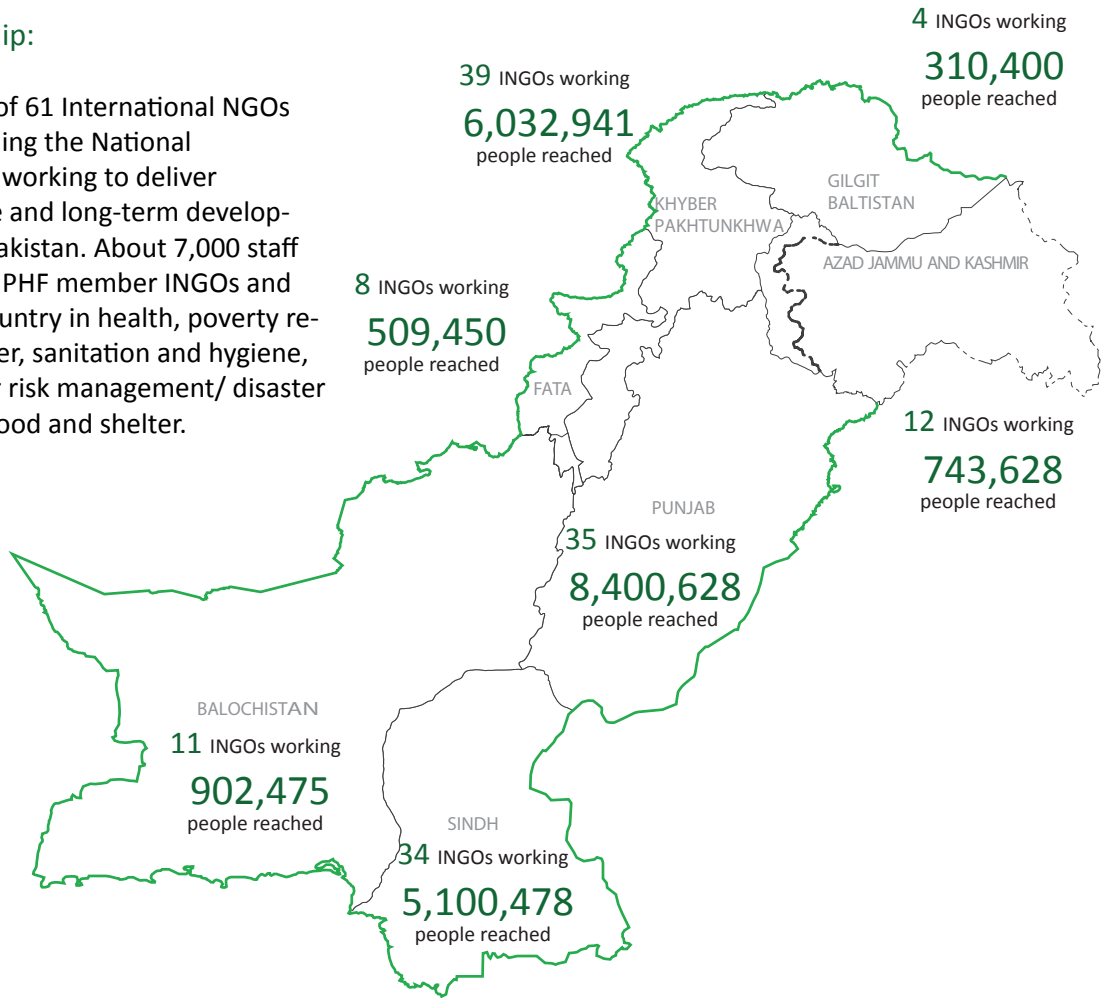 ip:
of 61 International NGOs
ing the National
working to deliver
e and long-term develop-
akistan. About 7,000 staff
PHF member INGOs and
untry in health, poverty re-
er, sanitation and hygiene,
risk management/ disaster
ood and shelter.
4 INGOs working
310,400
people reached
39 INGOs working
6,032,941
people reached
GILGIT
BALTISTAN
KHYBER
PAKHTUNKHWA
AZAD JAMMU AND KASHMIR
8 INGOs working
509,450
people reached
FATA
12 INGOs working
743,628
people reached
PUNJAB
35 INGOs working
8,400,628
people reached
BALOCHISTAN
11 INGOs working
902,475
people reached
SINDH
34 INGOs working
5,100,478
people reached